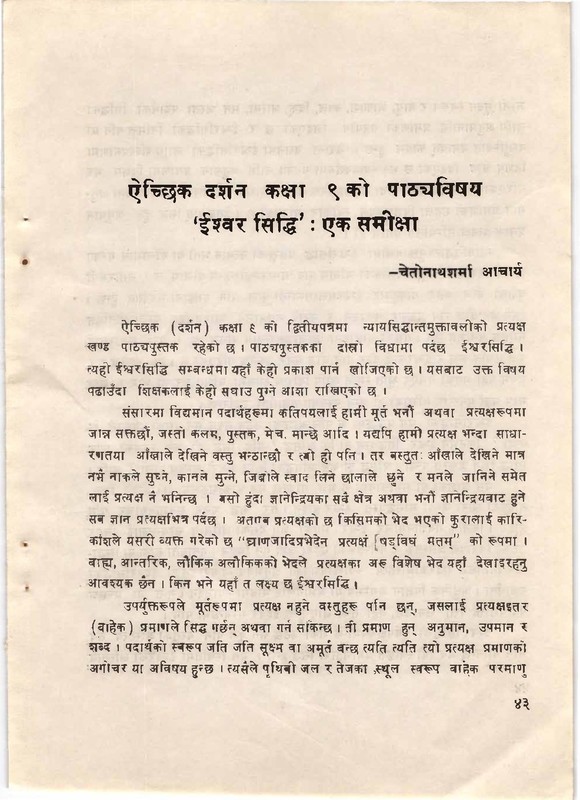 ऐच्छिक दर्शन कक्षा ९ को पाठ्यविषय
‘ईश्वर सिद्धि’ : एक समीक्षा
–चेतोनाथशर्मा आचार्य
ऐच्छिक (दर्शन) कक्षा ९ को द्वितीयपत्रमा न्यायसिद्धान्तमुक्तावलीको प्रत्यक्ष
खण्ड पाठ्यपुस्तक रहेको छ । पाठ्यपुस्तकका दोस्रो विधामा पर्दछ ईश्वरसिद्धि ।
त्यही ईश्वरसिद्धि सम्बन्धमा यहाँ केही प्रकाश पार्न खोजिएको छ । यसबाट उक्त विषय
पढाउँदा शिक्षकलाई केही सघाउ पुग्ने आशा राखिएको छ ।
संसारमा विद्यमान पदार्थहरूमा कतिपयलाई हामी मूर्त भनौं अथवा प्रत्यक्षरूपमा
जान्न सक्तछौं, जस्तो कलम, पुस्तक, मेच, मान्छे आदि । यद्यपि हामी प्रत्यक्ष भन्दा साधा-
रणतया आँखाले देखिने वस्तु भन्ठान्छौ र त्यो हो पनि । तर वस्तुतः आँखाले देखिने मात्र
नभै नाकले सुघ्ने, कानले सुन्ने, जिब्रोले स्वाद लिने छालाले छुने र मनले जानिने समेत
लाई प्रत्यक्ष नै भनिन्छ । यसो हुंदा ज्ञानेन्द्रियका सबै क्षेत्र अथवा भनौं ज्ञानेन्द्रियवाट हुने
सब ज्ञान प्रत्यक्षभित्र पर्दछ । अतएव प्रत्यक्षको छ किसिमको भेद भएको कुरालाई कारि-
कांशले यसरी व्यक्त गरेको छ “घ्राणजादिप्रभेदेन प्रत्यक्षं [षड्विधं मतम्” को रूपमा ।
वाह्य, आन्तरिक, लौकिक अलौकिकको भेदले प्रत्यक्षका अरू विशेष भेद यहाँ देखाइरहनु
आवश्यक छैन । किन भने यहाँ त लक्ष्य छ ईश्वरसिद्धि ।
उपर्युक्तरूपले मूर्तरूपमा प्रत्यक्ष नहुने वस्तुहरू पनि छन्, जसलाई प्रत्यक्षइतर
(बाहेक) प्रमाणले सिद्ध गर्छन् अथवा गर्न सकिन्छ । ती प्रमाण हुन् अनुमान, उपमान र
शब्द । पदार्थको स्वरूप जति जति सूक्ष्म वा अमूर्त वन्छ त्यति त्यति त्यो प्रत्यक्ष प्रमाणको
अगोचर या अविषय हुन्छ । त्यसैले पृथिवी जल र तेजका स्थूल स्वरूप वाहेक परमाणु
४३